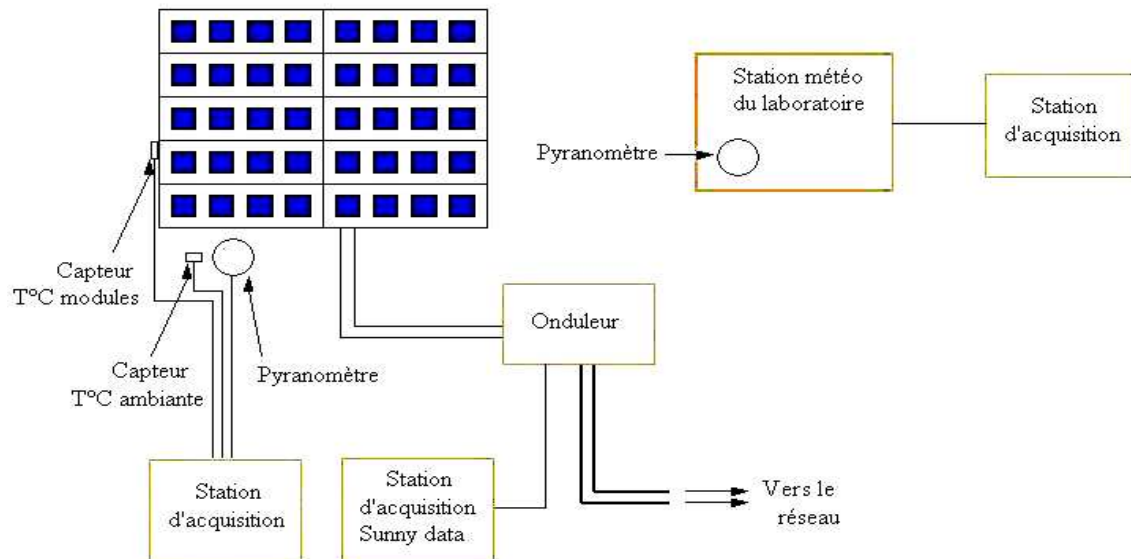 Station météo
du laboratoire
Station
d'acquisition
Pyranomètre
Capteur
T°C modules
Onduleur
Capteur
T°C ambiante
Pyranomètre
Station
d'acquisition
Station
d'acquisition
Sunny data
Vers le
réseau